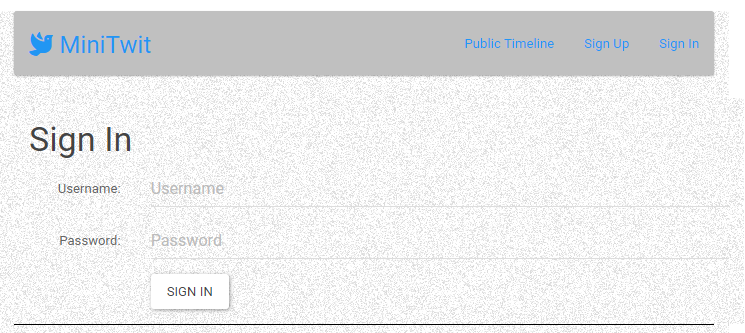 MiniTwit
Public Timeline
Sign Up
Sign In
Sign In
Username:
Username
Password:
Password
SIGN IN